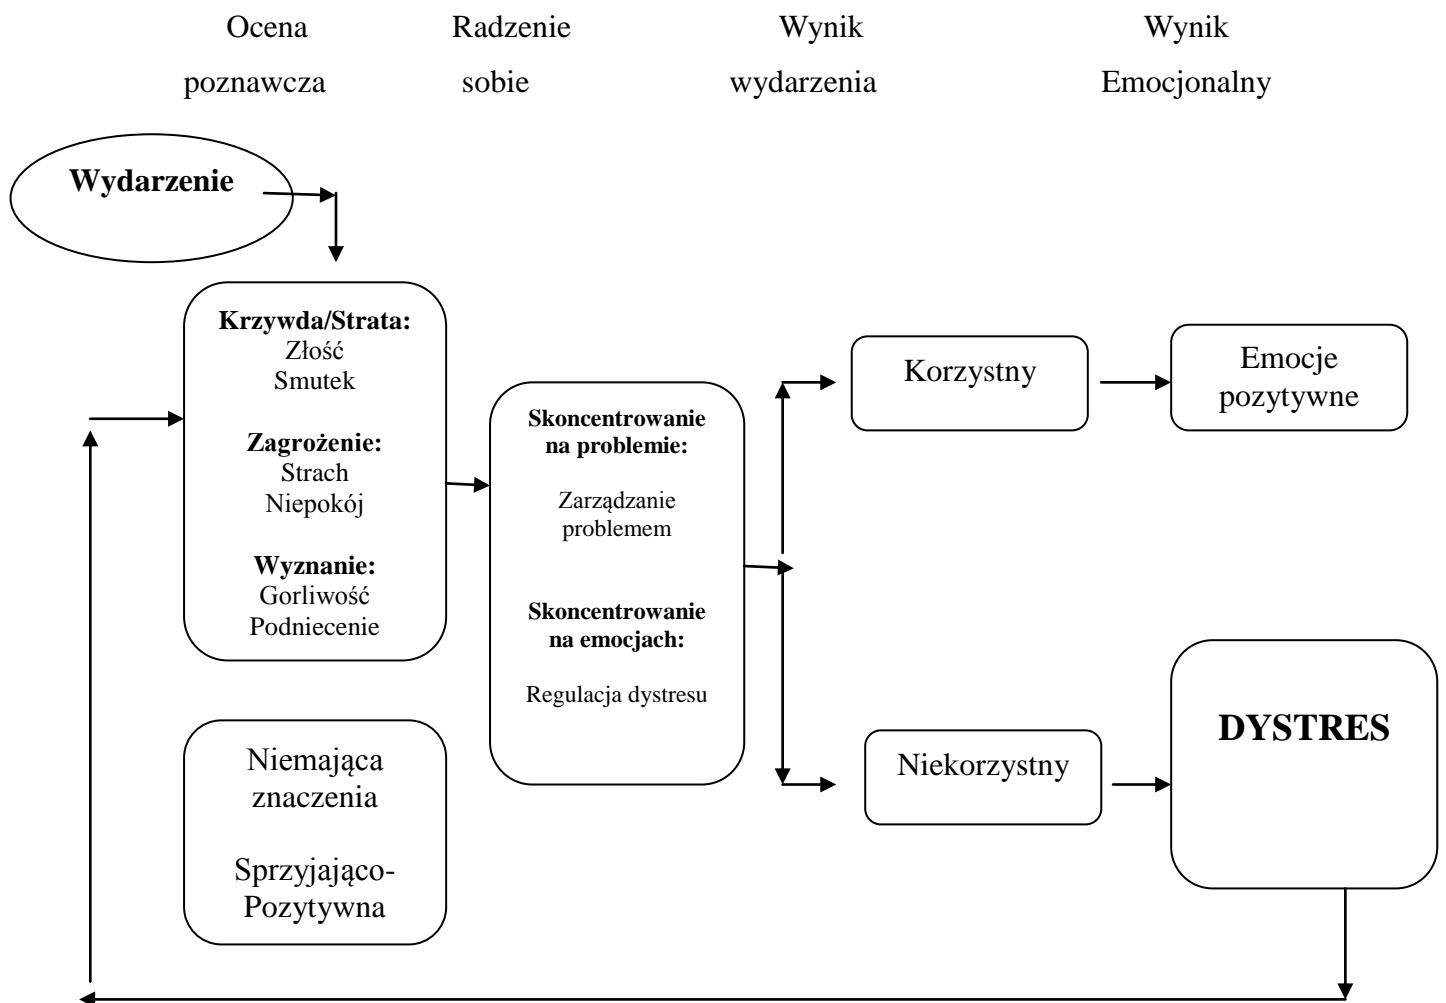 Ocena
poznawcza
Radzenie
sobie
Wynik
wydarzenia
Wynik
Emocjonalny
Wydarzenie
Krzywda/Strata:
Złość
Smutek
Zagrożenie:
Strach
Niepokój
Wyznanie:
Gorliwość
Podniecenie
Niemająca
znaczenia
Sprzyjająco-
Pozytywna
Skoncentrowanie
na problemie:
Zarządzanie
problemem
Skoncentrowanie
na emocjach:
Regulacja dystresu
Korzystny
Emocje
pozytywne
Niekorzystny
DYSTRES